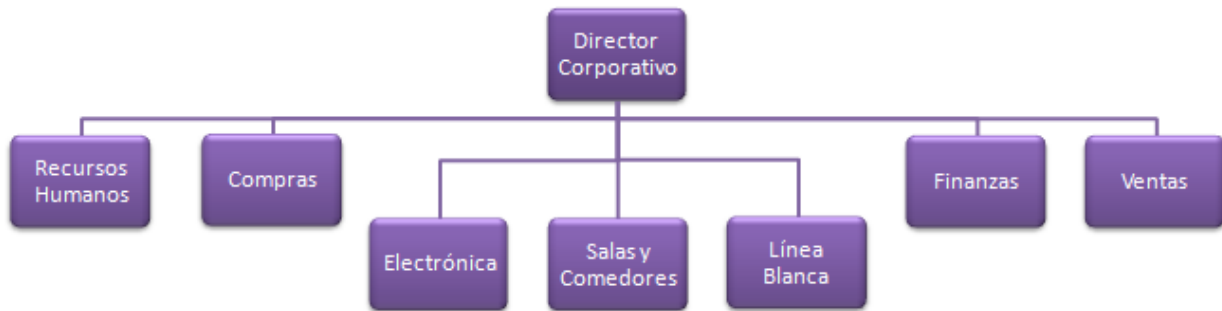 Director
Corporativo
Recursos
Humanos
Compras
Finanzas
Ventas
Electrónica
Salas y
Comedores
Línea
Blanca